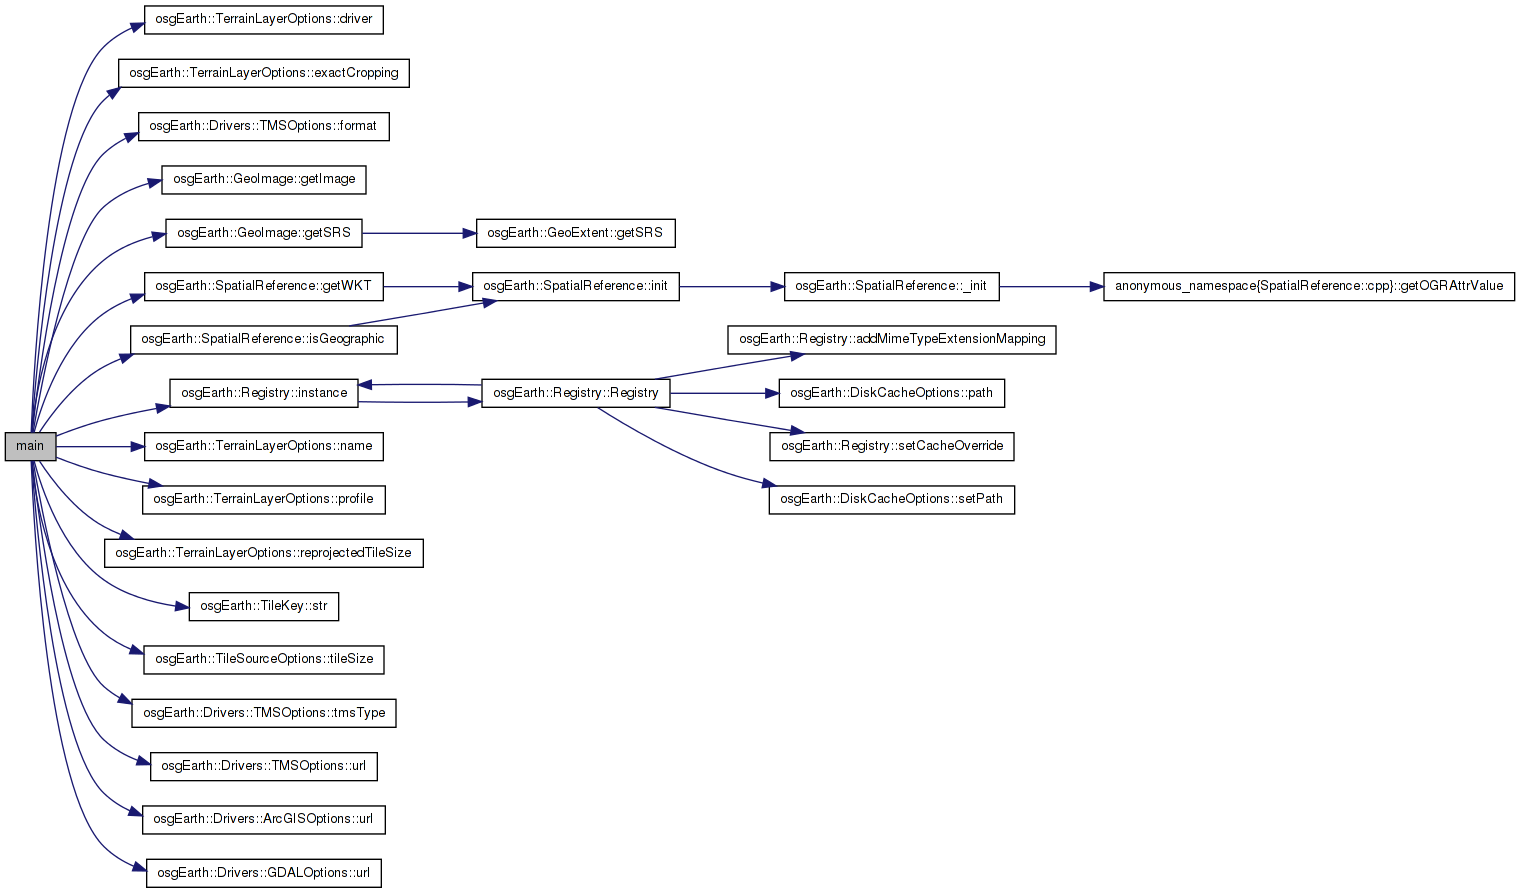 osgEarth::TerrainLayerOptions::driver
osgEarth::TerrainLayerOptions::exactCropping
osgEarth::Drivers::TMSOptions::format
osgEarth::GeoImage::getImage
osgEarth::GeoImage::getSRS
osgEarth::GeoExtent::getSRS
osgEarth::SpatialReference::getWKT
osgEarth::SpatialReference::init
osgEarth::SpatialReference::_init
anonymous_namespace{SpatialReference::cpp}::getOGRAttrValue
osgEarth::SpatialReference::isGeographic
osgEarth::Registry::addMimeTypeExtensionMapping
osgEarth::Registry::instance
osgEarth::Registry::Registry
osgEarth::DiskCacheOptions::path
main
osgEarth::TerrainLayerOptions::name
osgEarth::Registry::setCacheOverride
osgEarth::TerrainLayerOptions::profile
osgEarth::DiskCacheOptions::setPath
osgEarth::TerrainLayerOptions::reprojectedTileSize
osgEarth::TileKey::str
osgEarth::TileSourceOptions::tileSize
osgEarth::Drivers::TMSOptions::tmsType
osgEarth::Drivers::TMSOptions::url
osgEarth::Drivers::ArcGISOptions::url
osgEarth::Drivers::GDALOptions::url